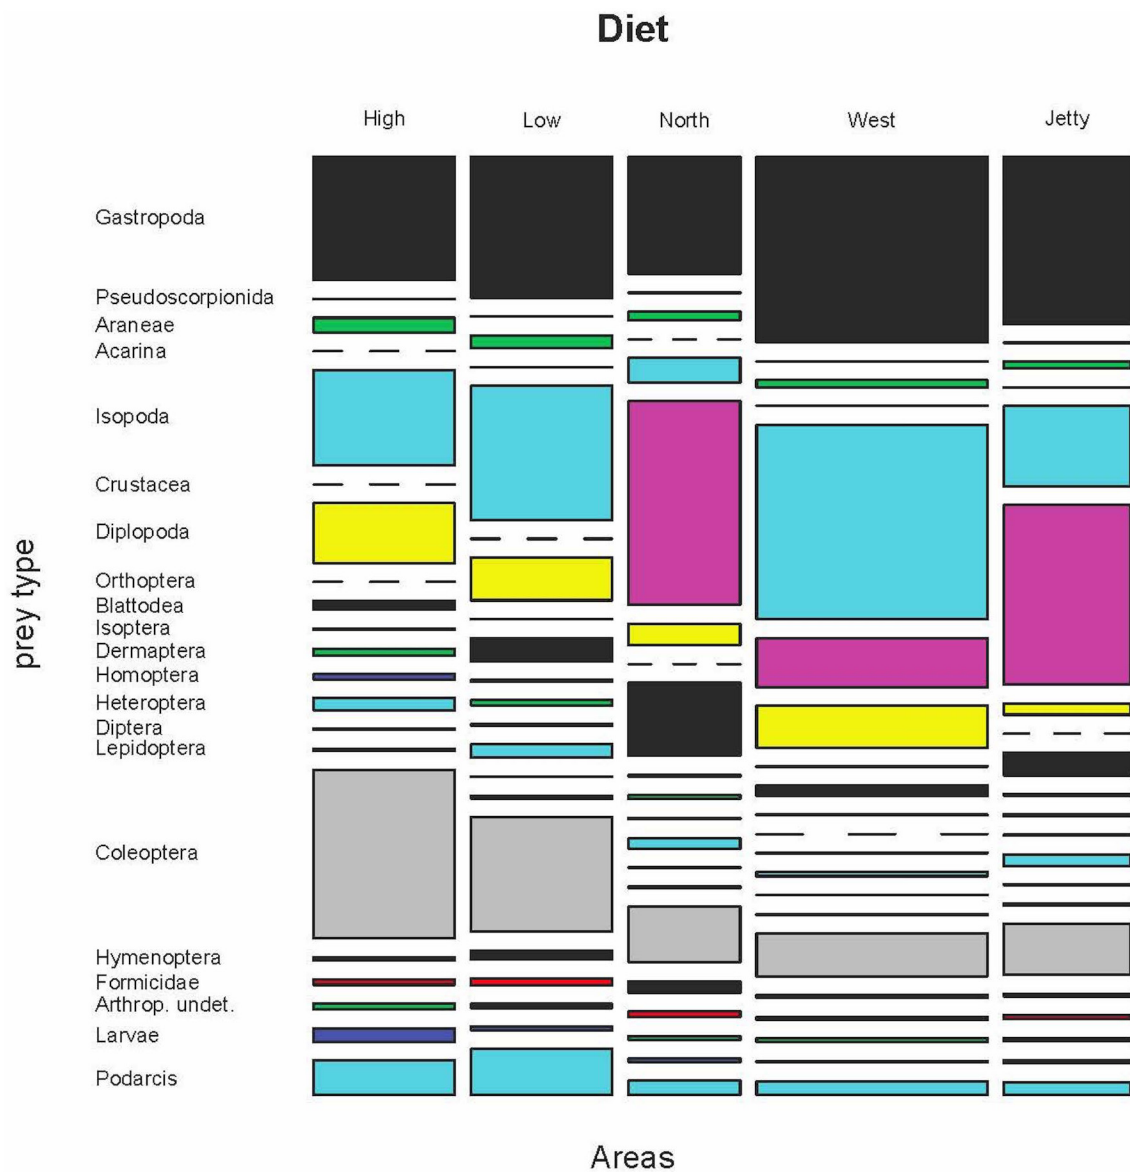 Diet
High Low North West Jetty
Gastropoda
Pseudoscorpionida
Araneae
Acarina
Isopoda
Crustacea
Diplopoda
Orthoptera
Blattodea
Isoptera
Dermaptera
Homoptera
Heteroptera
Diptera
Lepidoptera
Coleoptera
Hymenoptera
Formicidae
Arthrop. undet.
Larvae
Podarcis
prey type
Areas